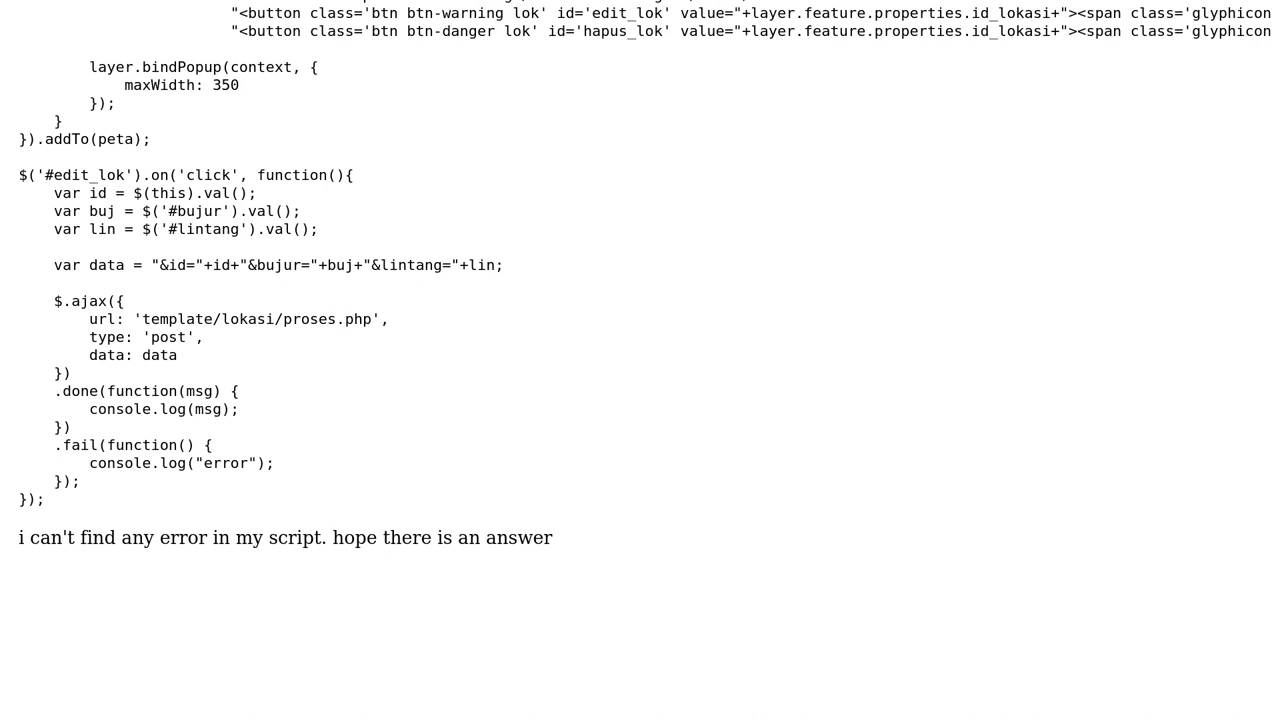 "<button class='btn btn-warning lok' id='edit_lok' value="+layer.feature.properties.id_lokasi+"><span class='glyphicon
"<button class='btn btn-danger lok' id='hapus_lok' value="+layer.feature.properties.id_lokasi+"><span class='glyphicon
layer.bindPopup(context, {
maxWidth: 350
});
}
}).addTo(peta);
$('#edit_lok').on('click', function(){
var id = $(this).val();
var buj = $('#bujur').val();
var lin = $('#lintang').val();
var data = "&id="+id+"&bujur="+buj+"&lintang="+lin;
$.ajax({
url: 'template/lokasi/proses.php',
type: 'post',
data: data
})
.done(function(msg) {
console.log(msg);
})
.fail(function() {
console.log("error");
});
});
i can't find any error in my script. hope there is an answer